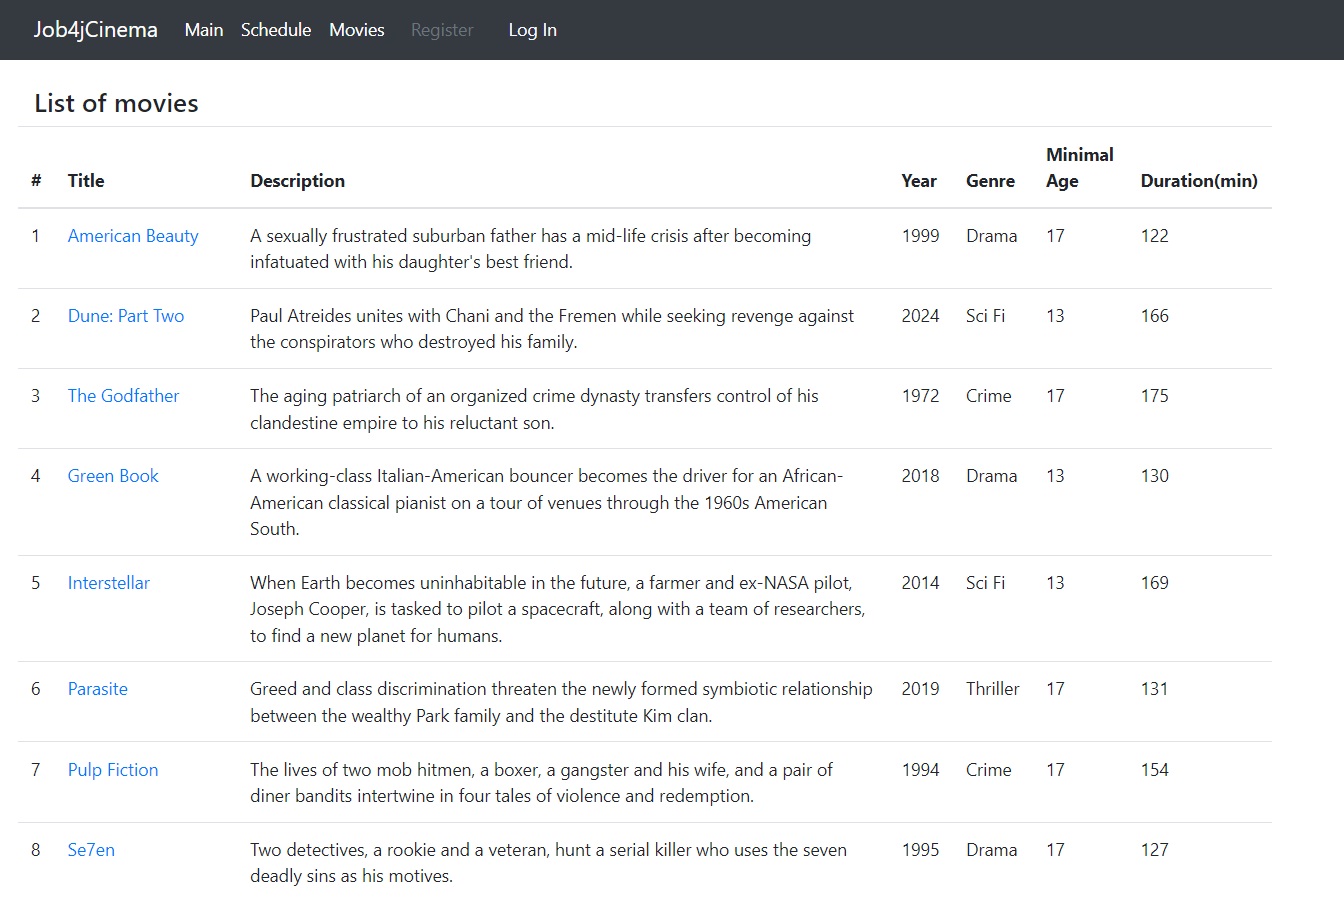 Job4jCinema Main Schedule Movies Register Log In
List of movies
# Title Description Year Genre Minimal Age Duration(min)
1 American Beauty A sexually frustrated suburban father has a mid-life crisis after becoming 1999 Drama 17 122
infatuated with his daughter's best friend.
2 Dune: Part Two Paul Atreides unites with Chani and the Fremen while seeking revenge against 2024 Sci Fi 13 166
the conspirators who destroyed his family.
3 The Godfather The aging patriarch of an organized crime dynasty transfers control of his 1972 Crime 17 175
clandestine empire to his reluctant son.
4 Green Book A working-class Italian-American bouncer becomes the driver for an African- 2018 Drama 13 130
American classical pianist on a tour of venues through the 1960s American
South.
5 Interstellar When Earth becomes uninhabitable in the future, a farmer and ex-NASA pilot, 2014 Sci Fi 13 169
Joseph Cooper, is tasked to pilot a spacecraft, along with a team of researchers,
to find a new planet for humans.
6 Parasite Greed and class discrimination threaten the newly formed symbiotic relationship 2019 Thriller 17 131
between the wealthy Park family and the destitute Kim clan.
7 Pulp Fiction The lives of two mob hitmen, a boxer, a gangster and his wife, and a pair of 1994 Crime 17 154
diner bandits intertwine in four tales of violence and redemption.
8 Se7en Two detectives, a rookie and a veteran, hunt a serial killer who uses the seven 1995 Drama 17 127
deadly sins as his motives.